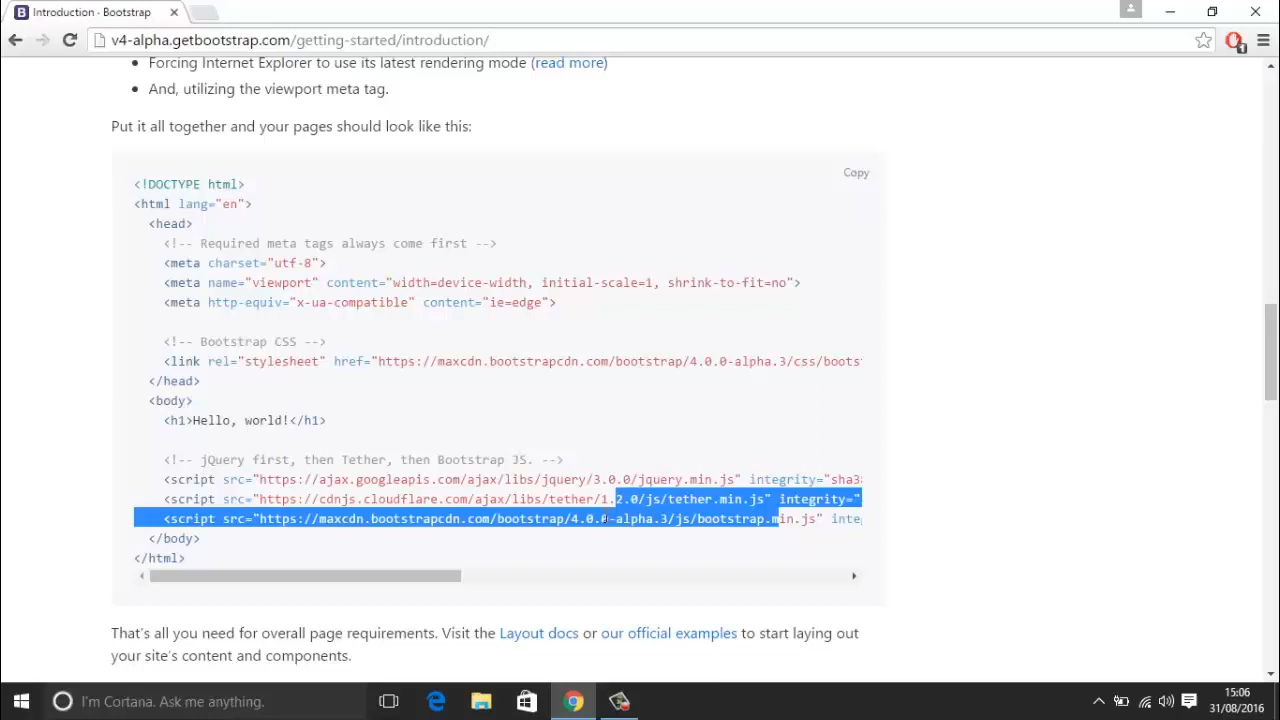 Introduction · Bootstrap
v4-alpha.getbootstrap.com/getting-started/introduction/
Forcing Internet Explorer to use its latest rendering mode (read more)
And, utilizing the viewport meta tag.
Put it all together and your pages should look like this:
Copy
<!DOCTYPE html>
<html lang="en">
<head>
<!-- Required meta tags always come first -->
<meta charset="utf-8">
<meta name="viewport" content="width=device-width, initial-scale=1, shrink-to-fit=no">
<meta http-equiv="x-ua-compatible" content="ie=edge">
<!-- Bootstrap CSS -->
<link rel="stylesheet" href="https://maxcdn.bootstrapcdn.com/bootstrap/4.0.0-alpha.3/css/boots
</head>
<body>
<h1>Hello, world!</h1>
<!-- jQuery first, then Tether, then Bootstrap JS. -->
<script src="https://ajax.googleapis.com/ajax/libs/jquery/3.0.0/jquery.min.js" integrity="sha3
<script src="https://cdnjs.cloudflare.com/ajax/libs/tether/1.2.0/js/tether.min.js" integrity="
<script src="https://maxcdn.bootstrapcdn.com/bootstrap/4.0.0-alpha.3/js/bootstrap.min.js" inte
</body>
</html>
That's all you need for overall page requirements. Visit the Layout docs or our official examples to start laying out
your site's content and components.
I'm Cortana. Ask me anything.
15:06
31/08/2016